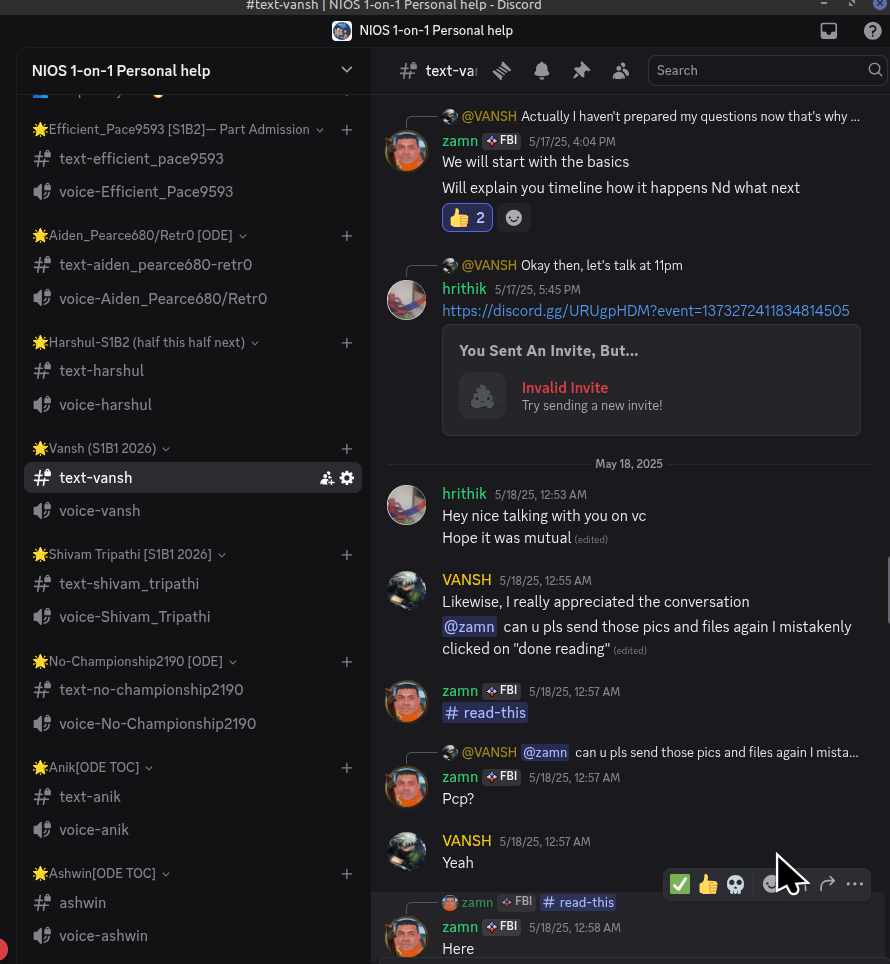 #text-vansh | NIOS 1-on-1 Personal help - Discord
NIOS 1-on-1 Personal help
NIOS 1-on-1 Personal help
🌟Efficient_Pace9593 [S1B2]— Part Admission
text-efficient_pace9593
voice-Efficient_Pace9593
🌟Aiden_Pearce680/Retr0 [ODE]
text-aiden_pearce680-retr0
voice-Aiden_Pearce680/Retr0
🌟Harshul-S1B2 (half this half next)
text-harshul
voice-harshul
🌟Vansh (S1B1 2026)
text-vansh
voice-vansh
🌟Shivam Tripathi [S1B1 2026]
text-shivam_tripathi
voice-Shivam_Tripathi
🌟No-Championship2190 [ODE]
text-no-championship2190
voice-No-Championship2190
🌟Anik[ODE TOC]
text-anik
voice-anik
🌟Ashwin[ODE TOC]
ashwin
voice-ashwin
text-va
Search
@VANSH Actually I haven't prepared my questions now that's why ...
zamn FBI 5/17/25, 4:04 PM
We will start with the basics
Will explain you timeline how it happens Nd what next
👍 2
@VANSH Okay then, let's talk at 11pm
hrithik 5/17/25, 5:45 PM
https://discord.gg/URUgpHDM?event=1373272411834814505
You Sent An Invite, But...
Invalid Invite
Try sending a new invite!
May 18, 2025
hrithik 5/18/25, 12:53 AM
Hey nice talking with you on vc
Hope it was mutual (edited)
VANSH 5/18/25, 12:55 AM
Likewise, I really appreciated the conversation
@zamn can u pls send those pics and files again I mistakenly
clicked on "done reading" (edited)
zamn FBI 5/18/25, 12:57 AM
# read-this
@VANSH @zamn can u pls send those pics and files again I mista...
zamn FBI 5/18/25, 12:57 AM
Pcp?
VANSH 5/18/25, 12:57 AM
Yeah
zamn FBI # read-this
zamn FBI 5/18/25, 12:58 AM
Here